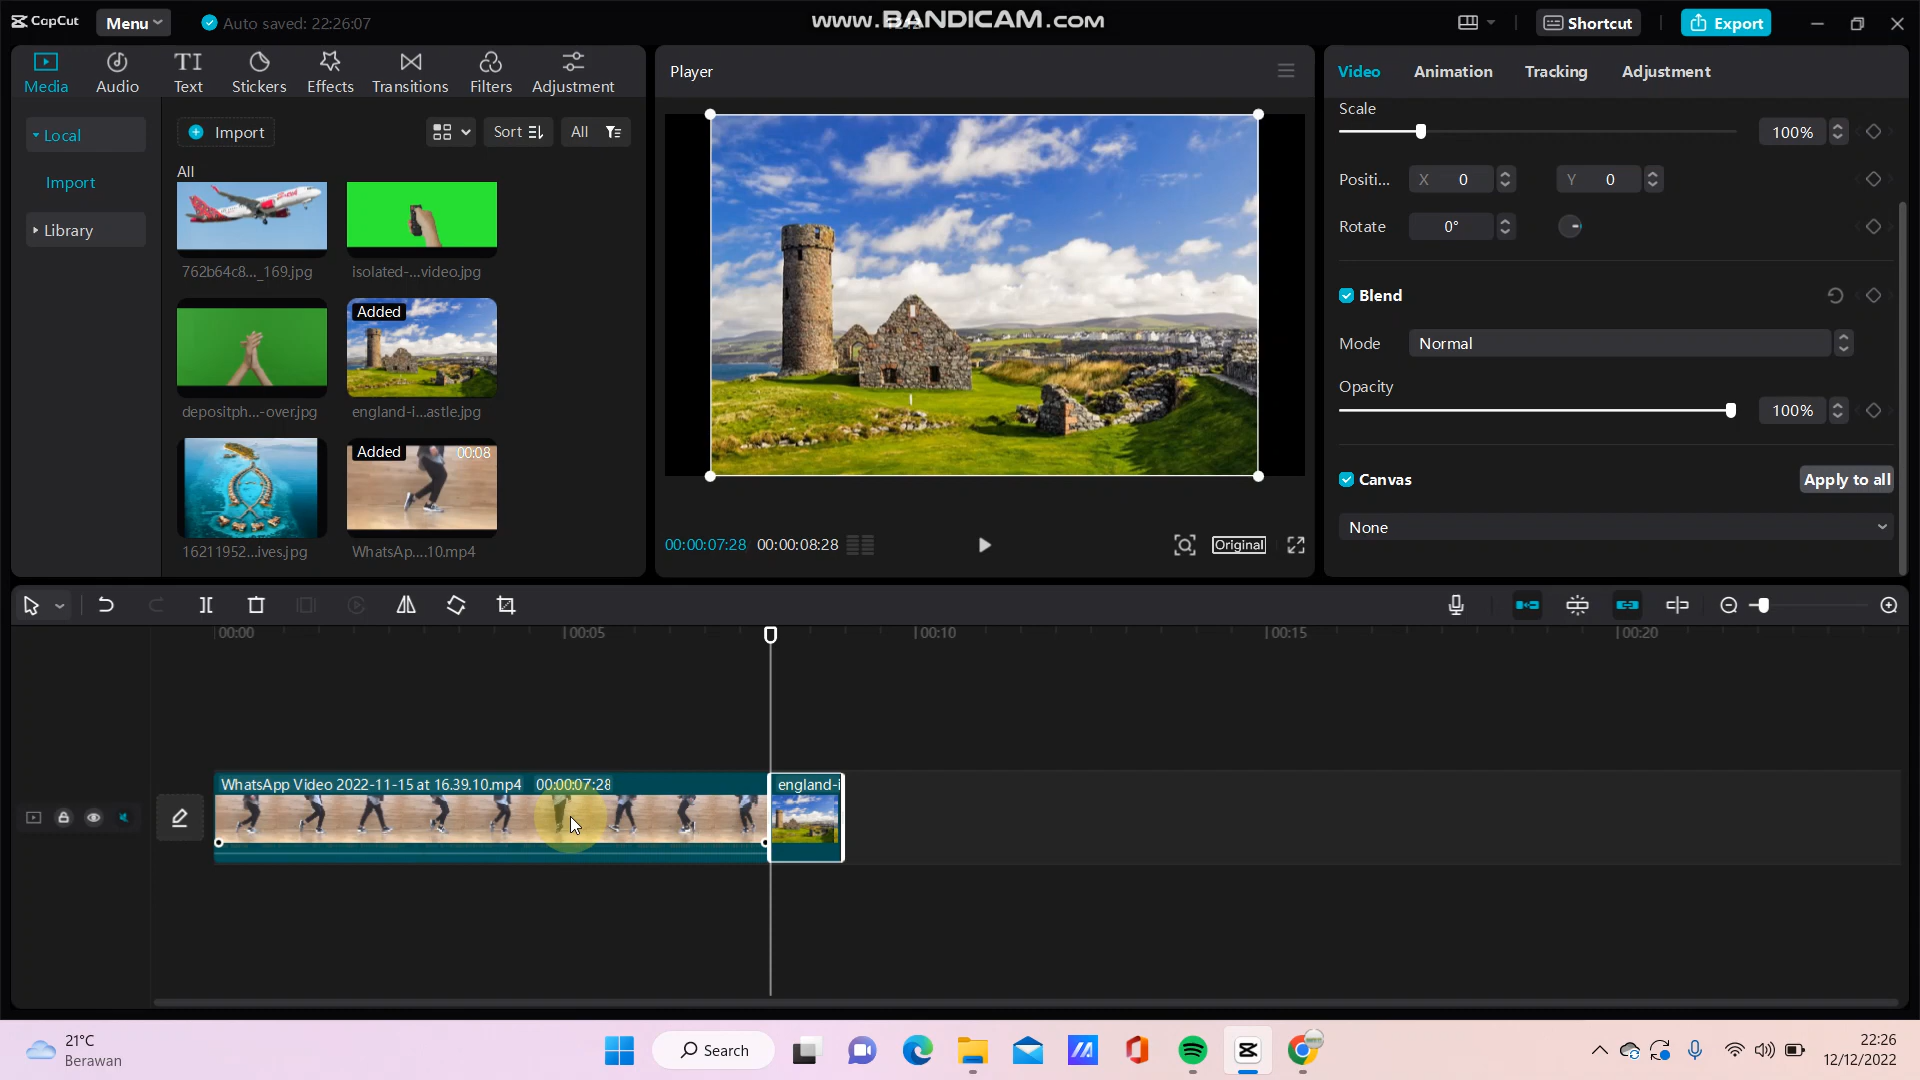 CapCut
Menu
Auto saved: 22:26:07
www.BANDICAM.com
Shortcut
Export
Media
Audio
Text
Stickers
Effects
Transitions
Filters
Adjustment
Player
Video
Animation
Tracking
Adjustment
Local
Import
Library
Import
Sort
All
All
762b64c8..._169.jpg
isolated-...video.jpg
depositph...-over.jpg
Added
england-i...astle.jpg
16211952...ives.jpg
Added
00:08
WhatsAp....10.mp4
00:00:07:28
00:00:08:28
Original
Scale
100%
Positi...
X 0
Y 0
Rotate
0°
Blend
Mode
Normal
Opacity
100%
Canvas
Apply to all
None
00:00
00:05
00:10
00:15
00:20
WhatsApp Video 2022-11-15 at 16.39.10.mp4 00:00:07:28
england-i
21°C
Berawan
Search
22:26
12/12/2022